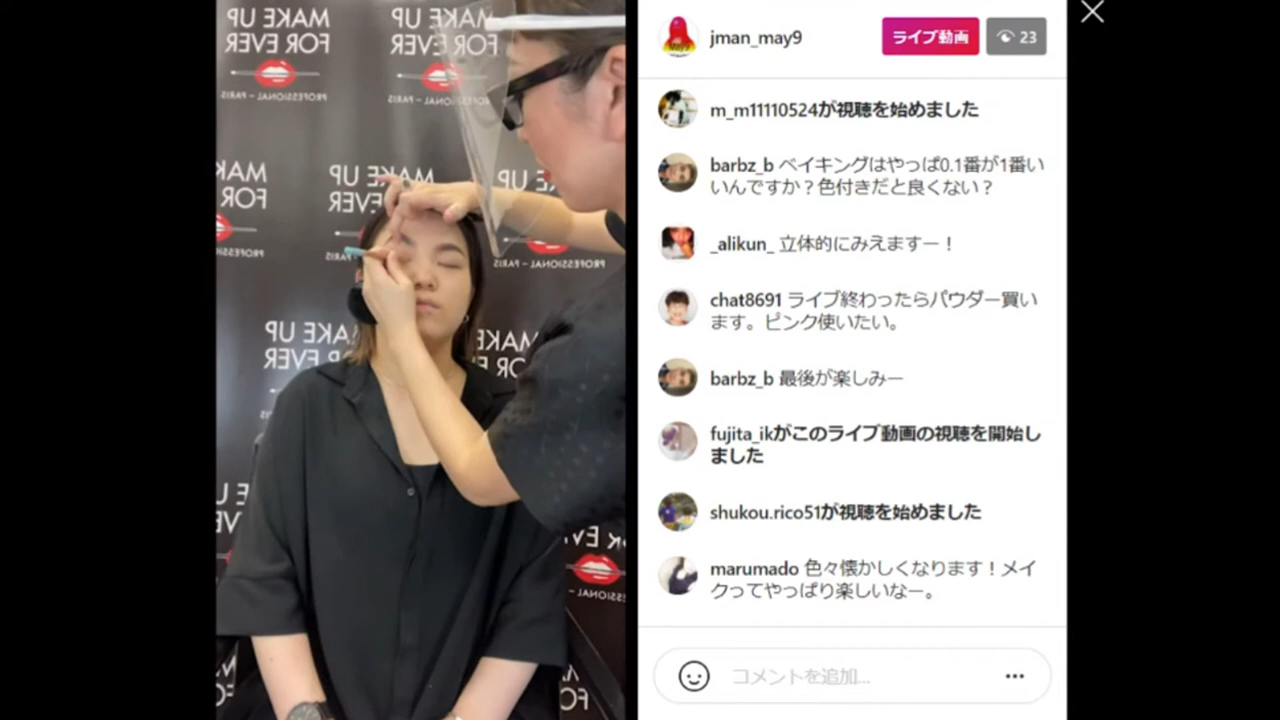 MAKE UP
FOR EVER
PROFESSIONAL – PARIS
MAKE UP
FOR EVER
PROFESSIONAL – PARIS
MAKE UP
FOR
PROFESSIONAL
MAKE UP
FOR EVER
PARIS
UP
PROFESSIONAL – PARIS
MAKE UP
FOR EVER
jman_may9
ライブ動画
23
m_m11110524が視聴を始めました
barbz_b ベイキングはやっぱ0.1番が1番い
いんですか？色付きだと良くない？
_alikun_ 立体的にみえますー！
chat8691 ライブ終わったらパウダー買い
ます。ピンク使いたい。
barbz_b 最後が楽しみー
fujita_ikがこのライブ動画の視聴を開始し
ました
shukou.rico51が視聴を始めました
marumado 色々懐かしくなります！メイ
クってやっぱり楽しいなー。
コメントを追加...